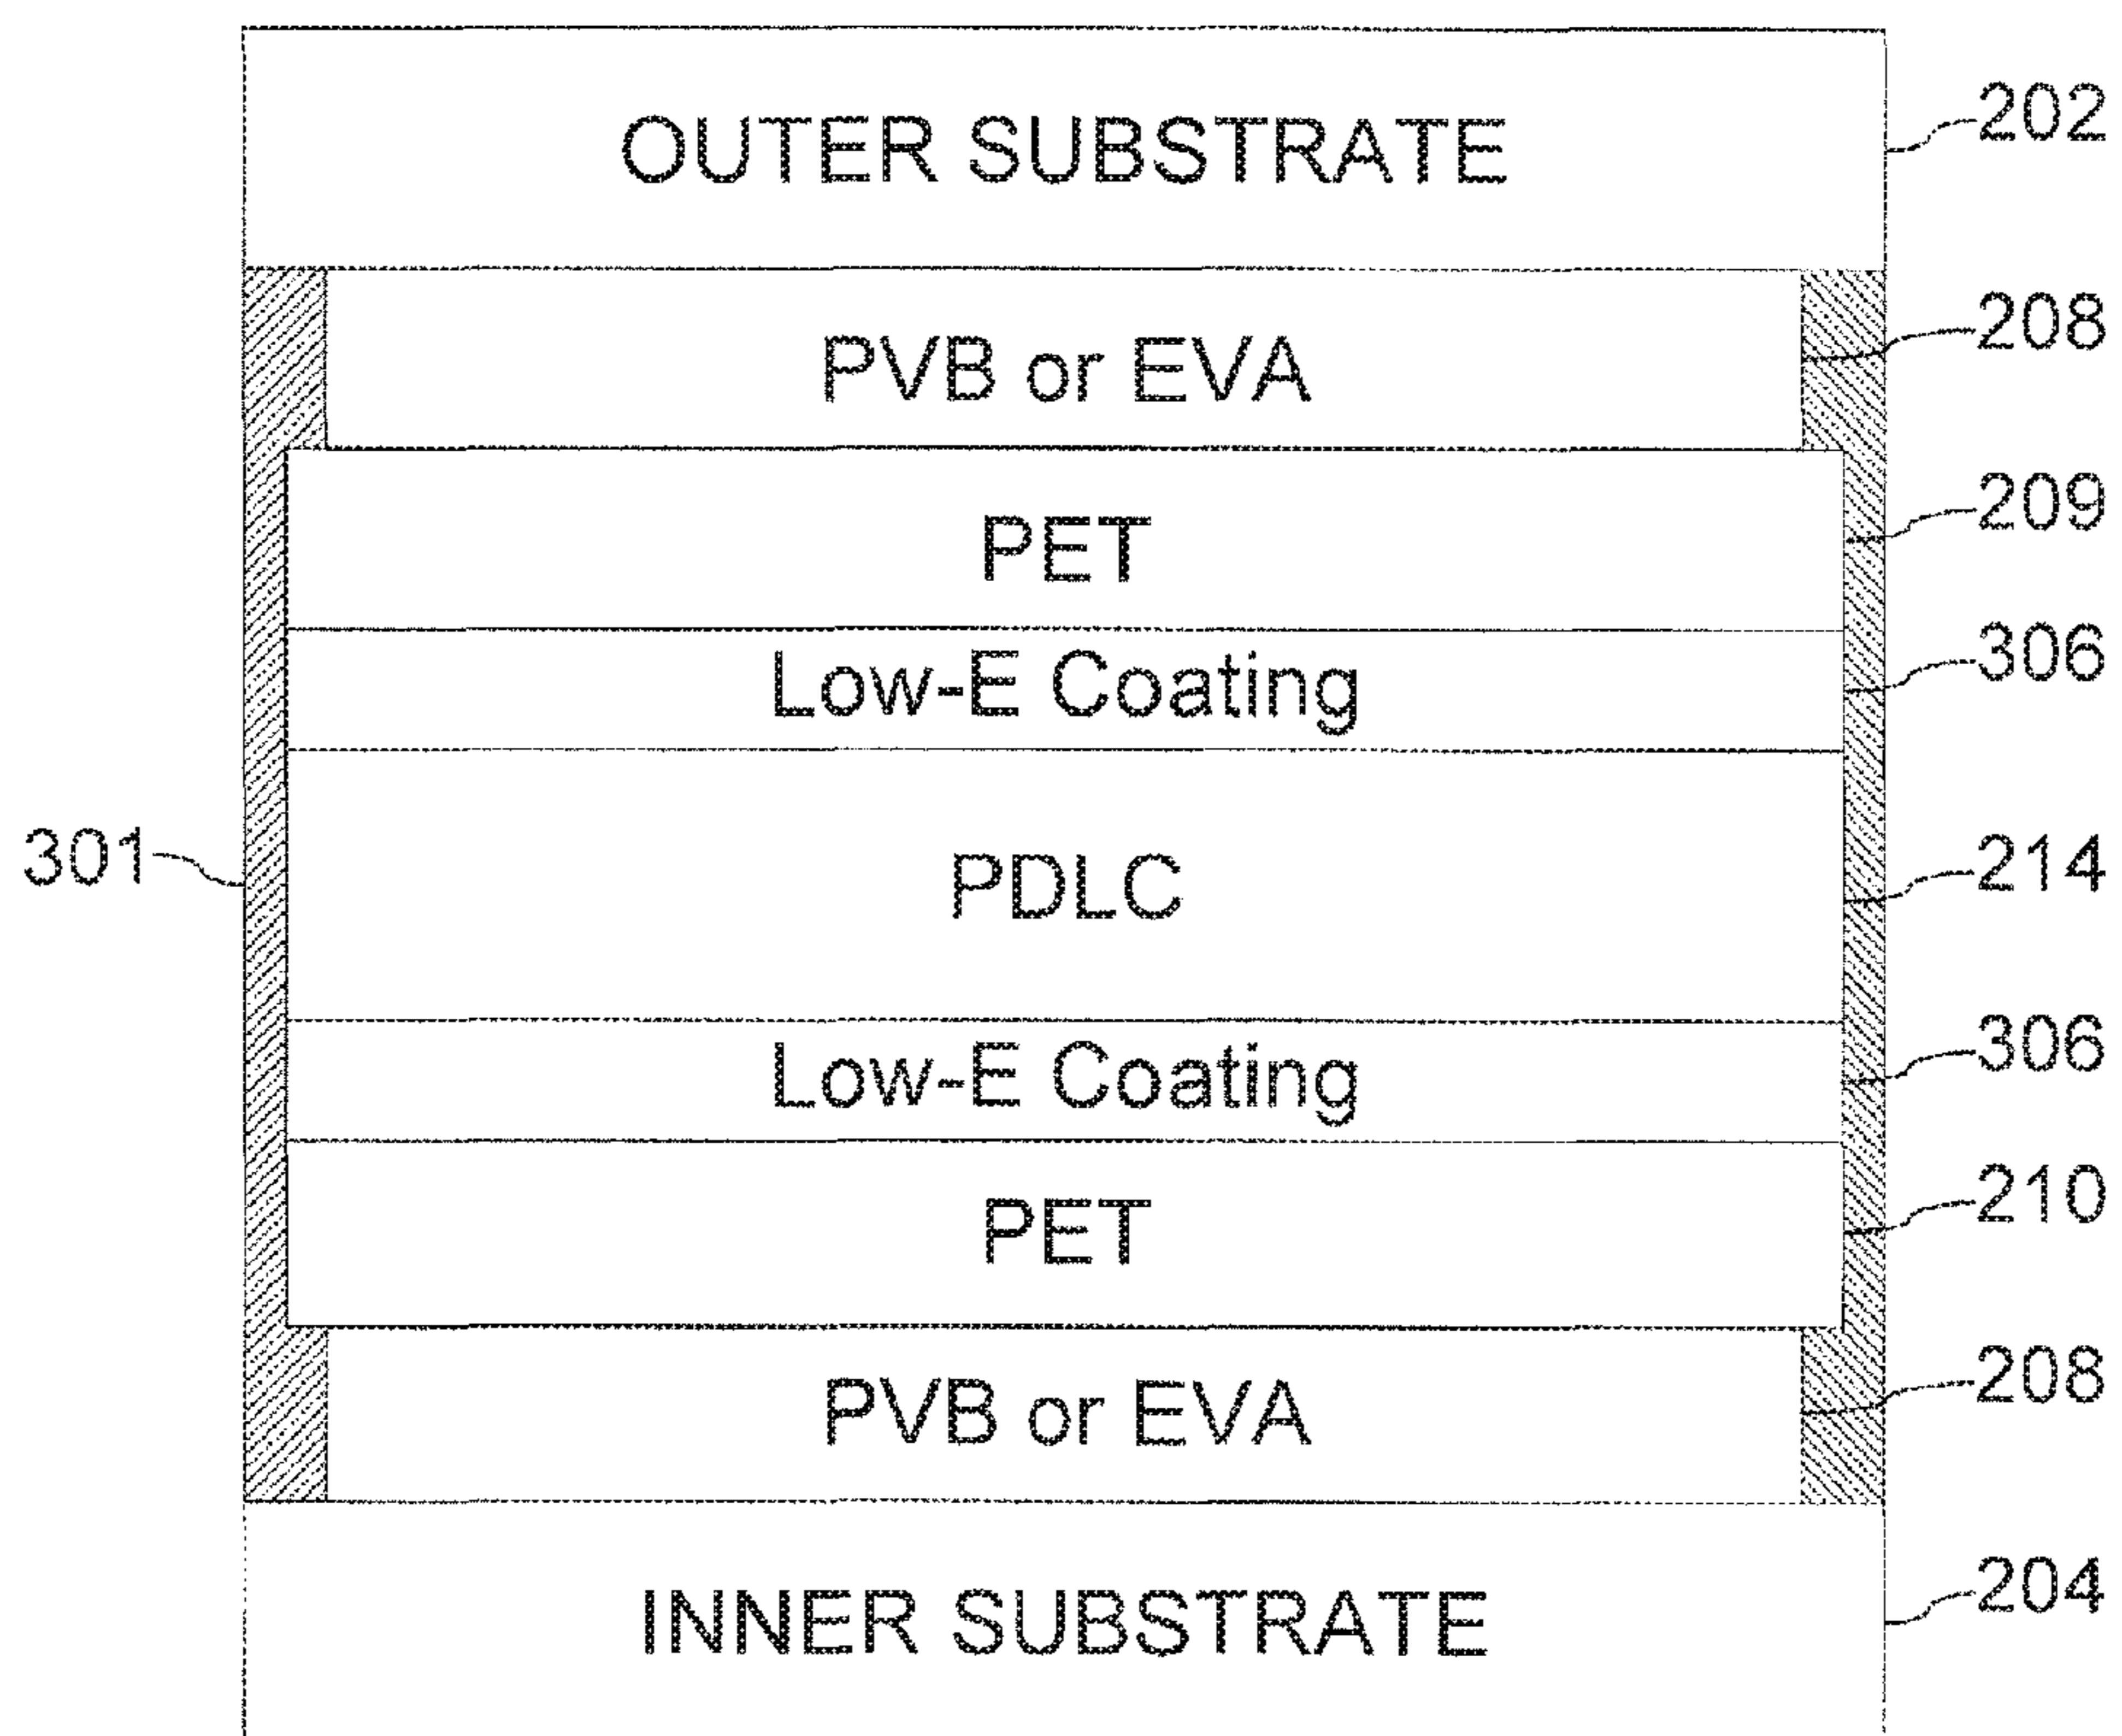 OUTER SUBSTRATE 202
PVB or EVA 208
PET 209
Low-E Coating 306
301 PDLC 214
Low-E Coating 306
PET 210
PVB or EVA 208
INNER SUBSTRATE 204